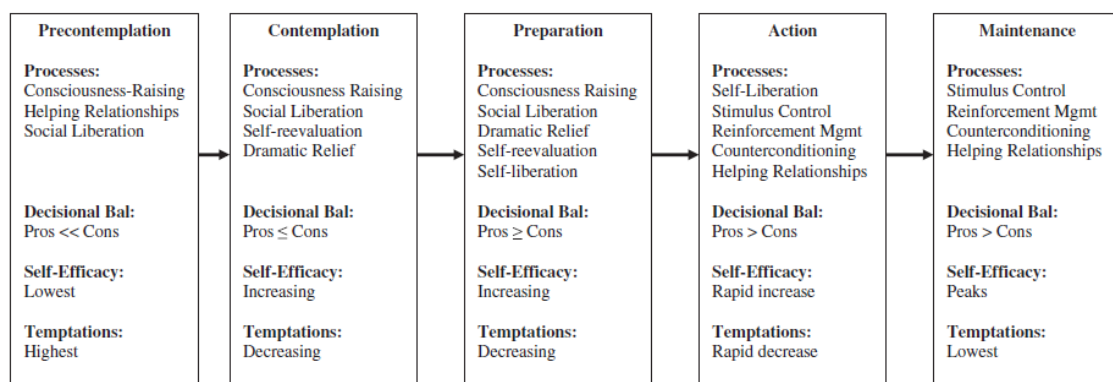 Precontemplation
Processes:
Consciousness-Raising
Helping Relationships
Social Liberation
Decisional Bal:
Pros << Cons
Self-Efficacy:
Lowest
Temptations:
Highest
Contemplation
Processes:
Consciousness Raising
Social Liberation
Self-reevaluation
Dramatic Relief
Decisional Bal:
Pros ≤ Cons
Self-Efficacy:
Increasing
Temptations:
Decreasing
Preparation
Processes:
Consciousness Raising
Social Liberation
Dramatic Relief
Self-reevaluation
Self-liberation
Decisional Bal:
Pros ≥ Cons
Self-Efficacy:
Increasing
Temptations:
Decreasing
Action
Processes:
Self-Liberation
Stimulus Control
Reinforcement Mgmt
Counterconditioning
Helping Relationships
Decisional Bal:
Pros > Cons
Self-Efficacy:
Rapid increase
Temptations:
Rapid decrease
Maintenance
Processes:
Stimulus Control
Reinforcement Mgmt
Counterconditioning
Helping Relationships
Decisional Bal:
Pros > Cons
Self-Efficacy:
Peaks
Temptations:
Lowest